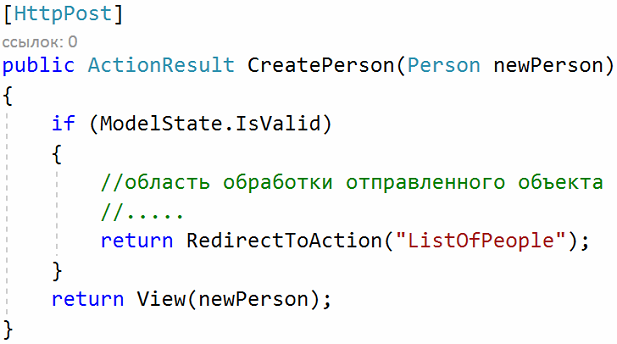 [HttpPost]
ссылок: 0
public ActionResult CreatePerson(Person newPerson)
{
if (ModelState.IsValid)
{
//область обработки отправленного объекта
//.....
return RedirectToAction("ListOfPeople");
}
return View(newPerson);
}